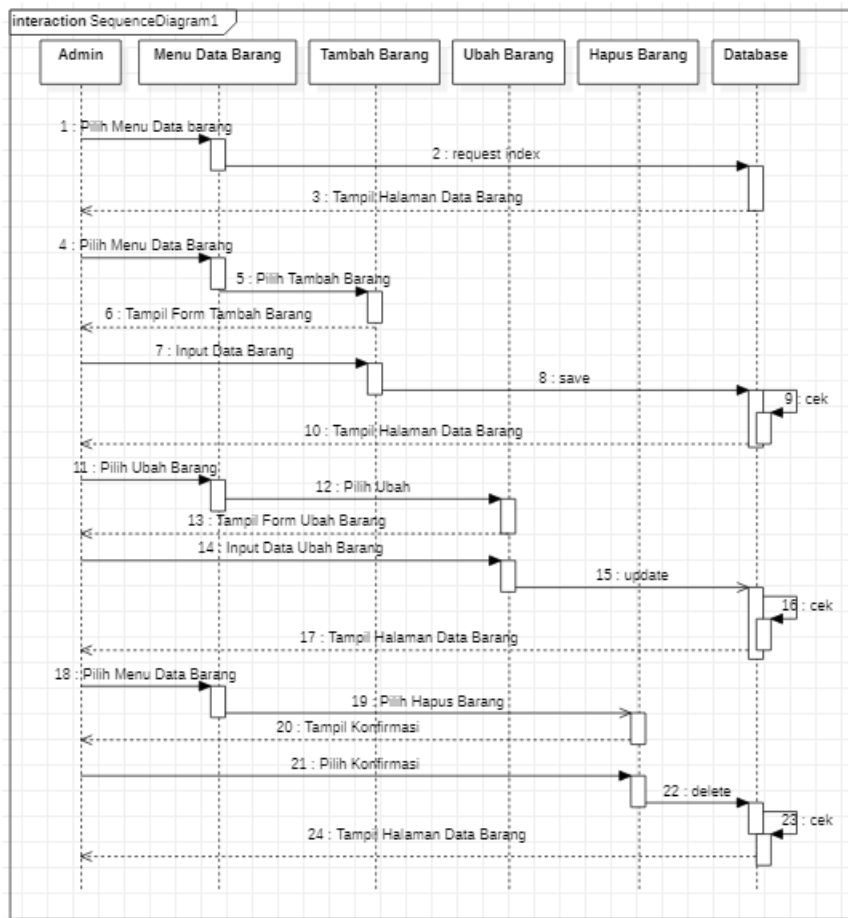 interaction SequenceDiagram1
Admin
Menu Data Barang
Tambah Barang
Ubah Barang
Hapus Barang
Database
1 : Pilih Menu Data barang
2 : request index
3 : Tampil Halaman Data Barang
4 : Pilih Menu Data Barang
5 : Pilih Tambah Barang
6 : Tampil Form Tambah Barang
7 : Input Data Barang
8 : save
9 : cek
10 : Tampil Halaman Data Barang
11 : Pilih Ubah Barang
12 : Pilih Ubah
13 : Tampil Form Ubah Barang
14 : Input Data Ubah Barang
15 : update
16 : cek
17 : Tampil Halaman Data Barang
18 : Pilih Menu Data Barang
19 : Pilih Hapus Barang
20 : Tampil Konfirmasi
21 : Pilih Konfirmasi
22 : delete
23 : cek
24 : Tampil Halaman Data Barang